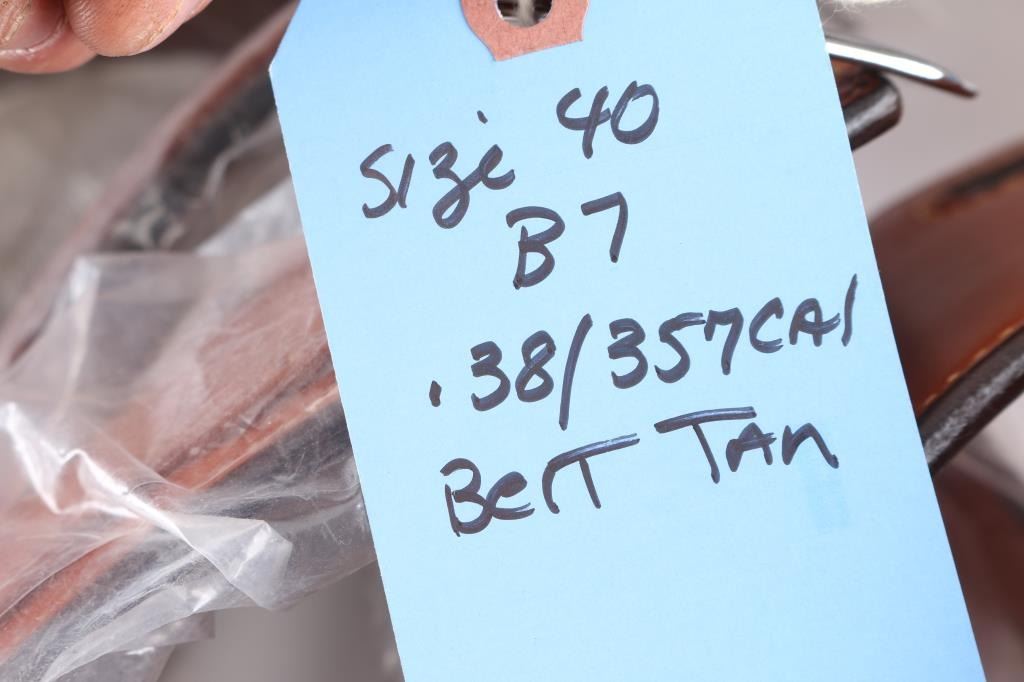 Size 40
B7
.38/357CAl
BelT TAn